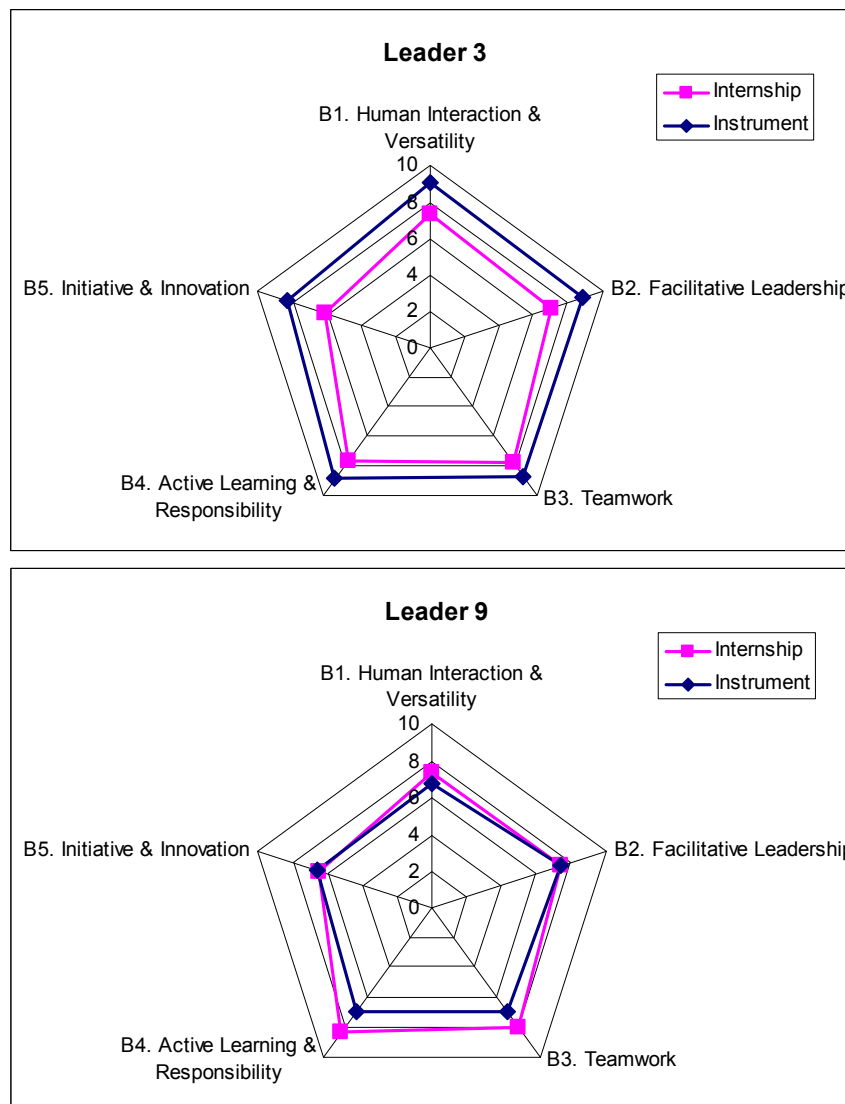 Leader 3
Internship
Instrument
B1. Human Interaction &
Versatility
10
8
6
4
2
0
B5. Initiative & Innovation
B2. Facilitative Leadership
B4. Active Learning &
Responsibility
B3. Teamwork
Leader 9
Internship
Instrument
B1. Human Interaction &
Versatility
10
8
6
4
2
0
B5. Initiative & Innovation
B2. Facilitative Leadership
B4. Active Learning &
Responsibility
B3. Teamwork